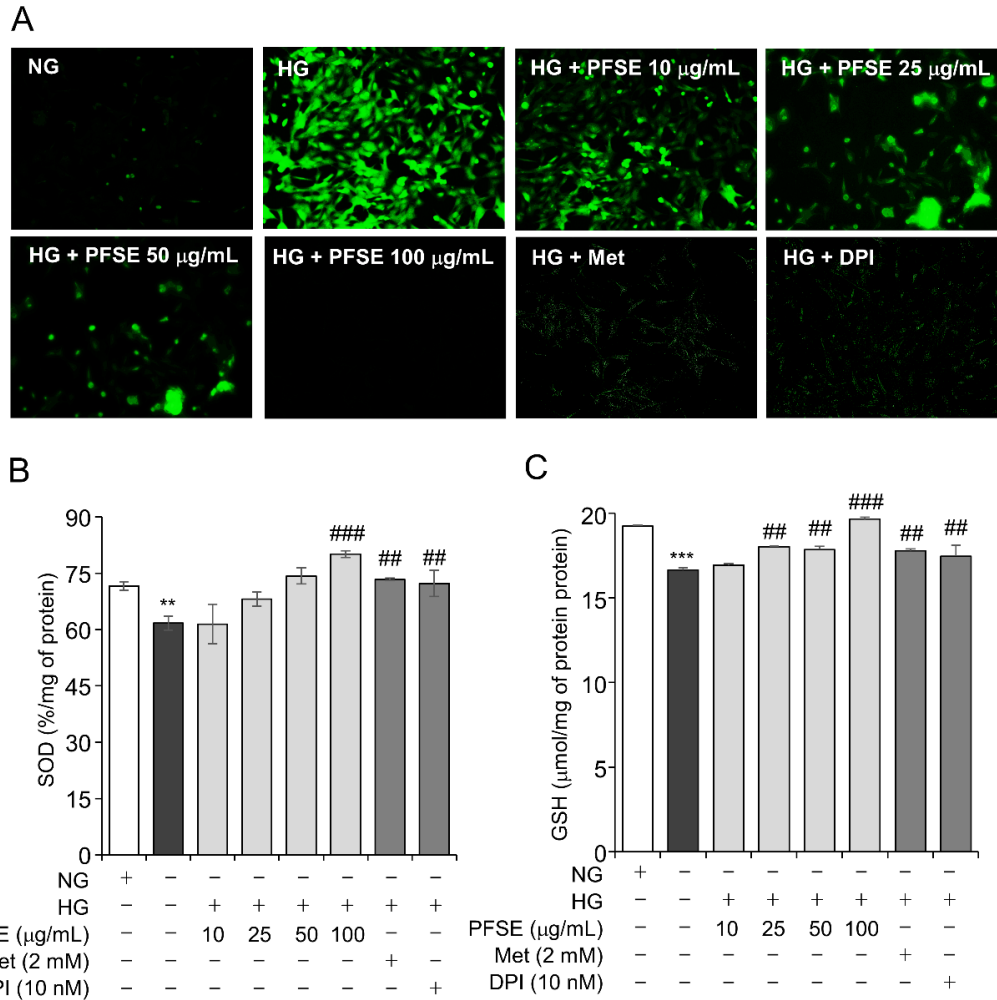 A
NG
HG
HG + PFSE 10 μg/mL
HG + PFSE 25 μg/mL
HG + PFSE 50 μg/mL
HG + PFSE 100 μg/mL
HG + Met
HG + DPI
B
SOD (%/mg of protein)
90
75
60
45
30
15
0
**
###
##
##
NG + – – – – – – –
HG – – + + + + + +
E (μg/mL) – – 10 25 50 100 – –
et (2 mM) – – – – – – + –
PI (10 nM) – – – – – – – +
C
GSH (μmol/mg of protein protein)
20
15
10
5
0
***
##
##
###
##
##
NG + – – – – – – –
HG – – + + + + + +
PFSE (μg/mL) – – 10 25 50 100 – –
Met (2 mM) – – – – – – + –
DPI (10 nM) – – – – – – – +